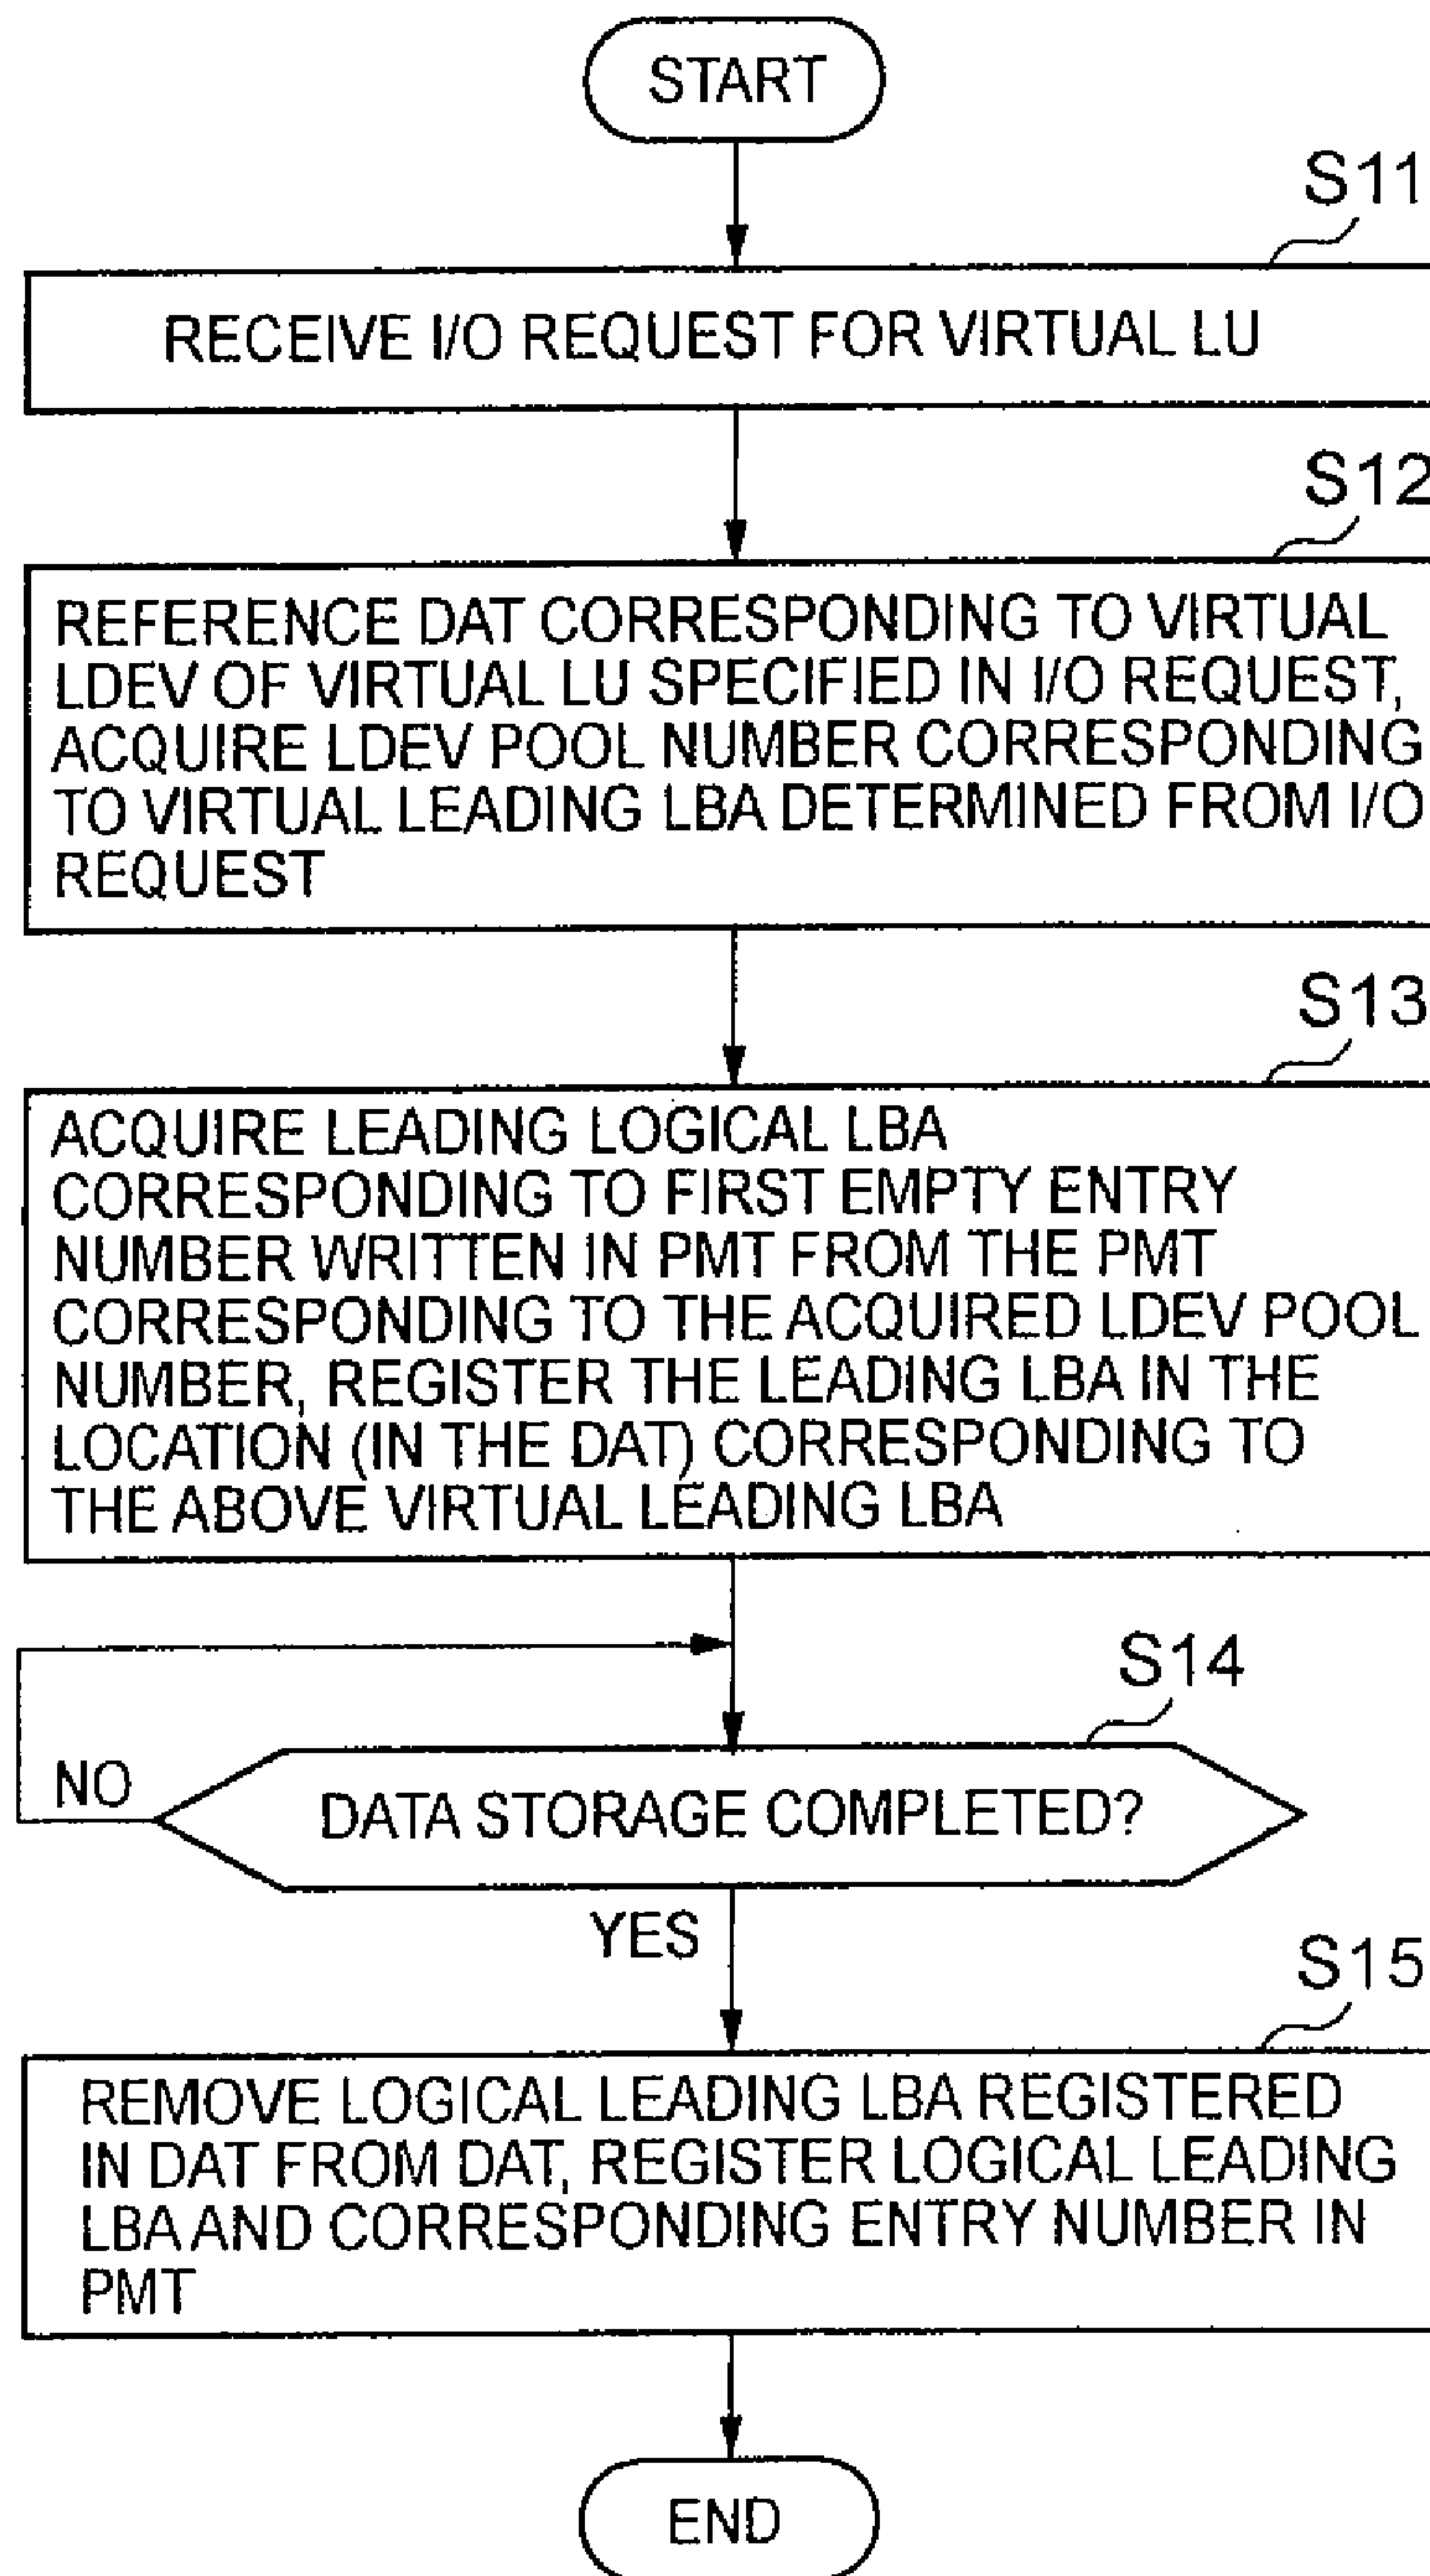 START
S11
RECEIVE I/O REQUEST FOR VIRTUAL LU
S12
REFERENCE DAT CORRESPONDING TO VIRTUAL
LDEV OF VIRTUAL LU SPECIFIED IN I/O REQUEST,
ACQUIRE LDEV POOL NUMBER CORRESPONDING
TO VIRTUAL LEADING LBA DETERMINED FROM I/O
REQUEST
S13
ACQUIRE LEADING LOGICAL LBA
CORRESPONDING TO FIRST EMPTY ENTRY
NUMBER WRITTEN IN PMT FROM THE PMT
CORRESPONDING TO THE ACQUIRED LDEV POOL
NUMBER, REGISTER THE LEADING LBA IN THE
LOCATION (IN THE DAT) CORRESPONDING TO
THE ABOVE VIRTUAL LEADING LBA
S14
NO
DATA STORAGE COMPLETED?
YES
S15
REMOVE LOGICAL LEADING LBA REGISTERED
IN DAT FROM DAT, REGISTER LOGICAL LEADING
LBA AND CORRESPONDING ENTRY NUMBER IN
PMT
END